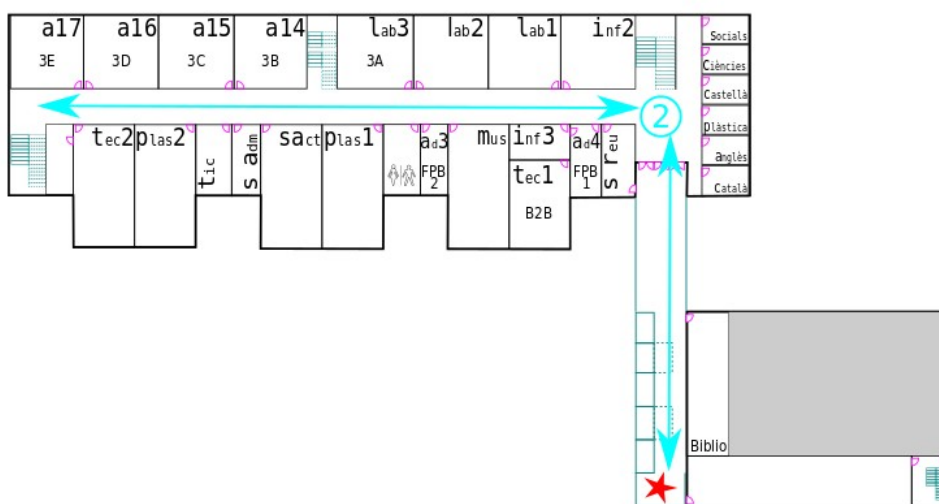 a17 a16 a15 a14 lab3 lab2 lab1 inf2
3E 3D 3C 3B 3A
Socials
Ciències
Castellà
plàstica
anglès
Català
2
tec2 plas2 tic s adm sact plas1 ad3 mus inf3 ad4 s reu
FPB 2
tec1
FPB 1
B2B
Biblio